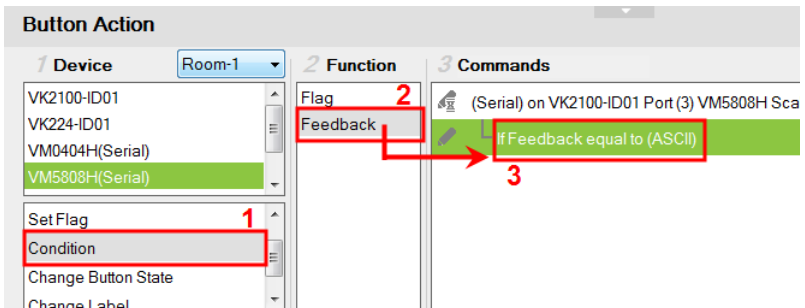 Button Action
1 Device
Room-1
2 Function
3 Commands
VK2100-ID01
VK224-ID01
VM0404H(Serial)
VM5808H(Serial)
Set Flag
1
Condition
Change Button State
Change Label
Flag
2
Feedback
(Serial) on VK2100-ID01 Port (3) VM5808H Sca
If Feedback equal to (ASCII)
3